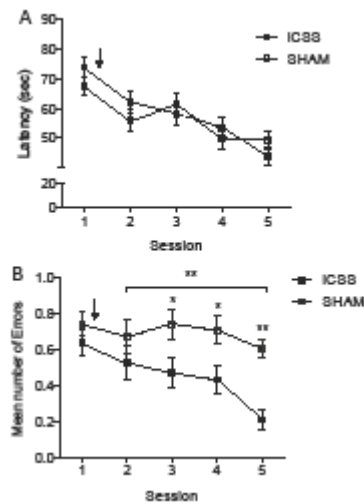 A
ICSS
SHAM
Latency (sec)
90
80
70
60
50
20
0
1 2 3 4 5
Session
B
**
ICSS
SHAM
Mean number of Errors
1.0
0.8
0.6
0.4
0.2
0.0
* * **
1 2 3 4 5
Session